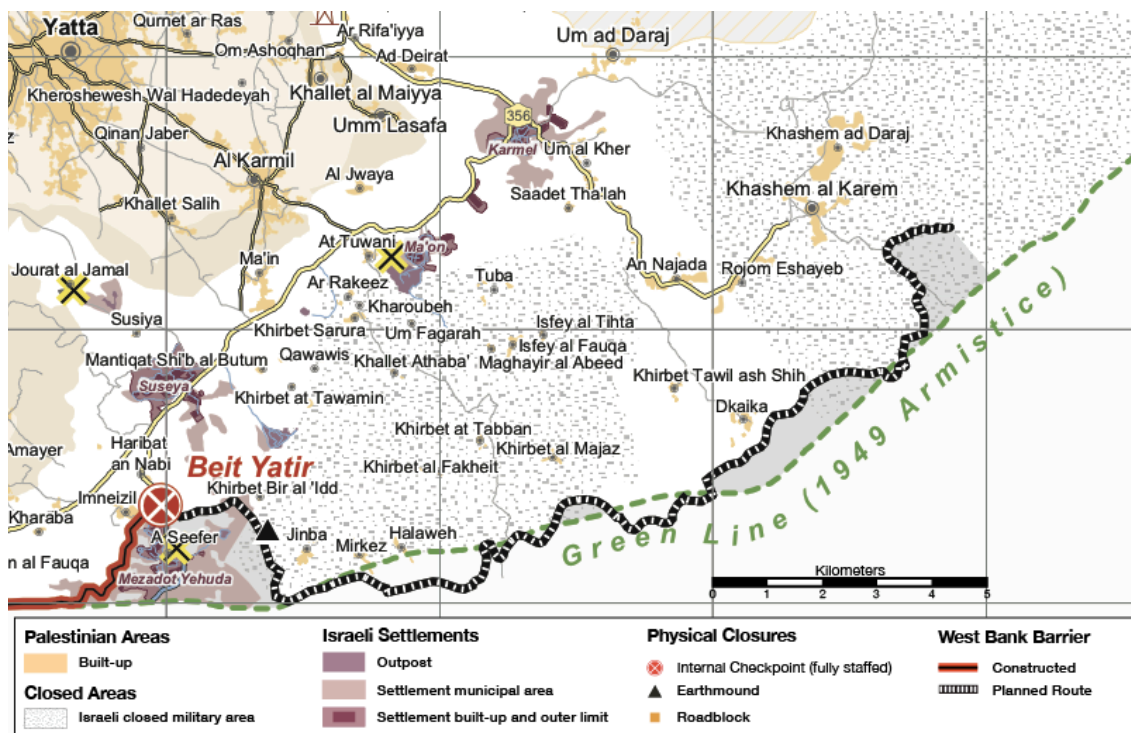 Qurnet ar Ras
Ar Rifa'iyya
Yatta
Um ad Daraj
Om Ashoqhan
Ad Deirat
Kheroshewesh Wal Hadedeyah
Khallet al Maiyya
356
Umm Lasafa
Qinan Jaber
Karmel
Khashem ad Daraj
z
Um al Kher
Al Karmil
Al Jwaya
Khashem al Karem
Khallet Salih
Saadet Tha'lah
At Tuwani
Ma'on
Ma'in
Jourat al Jamal
An Najada
Rojom Eshayeb
Tuba
Ar Rakeez
Kharoubeh
Susiya
Khirbet Sarura
Um Fagarah
Isfey al Tihta
Isfey al Fauqa
Mantiqat Shi'b al Butum
Qawawis
Khallet Athaba'
Maghayir al Abeed
Suseya
Khirbet Tawil ash Shih
Khirbet at Tawamin
Dkaika
Amayer
Haribat
an Nabi
Khirbet at Tabban
Khirbet al Majaz
Beit Yatir
Khirbet al Fakheit
Khirbet Bir al 'Idd
Imneizil
Kharaba
A Seefer
Jinba
Mirkez
Halaweh
n al Fauqa
Mezadot Yehuda
Green Line (1949 Armistice)
Kilometers
0 1 2 3 4 5
Palestinian Areas
Built-up
Closed Areas
Israeli closed military area
Israeli Settlements
Outpost
Settlement municipal area
Settlement built-up and outer limit
Physical Closures
Internal Checkpoint (fully staffed)
Earthmound
Roadblock
West Bank Barrier
Constructed
Planned Route